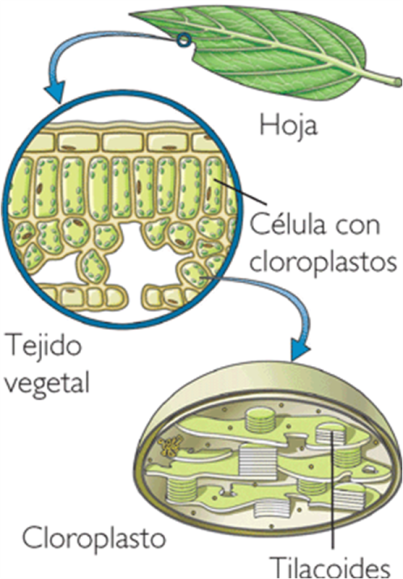 Hoja
Célula con
cloroplastos
Tejido
vegetal
Cloroplasto
Tilacoides